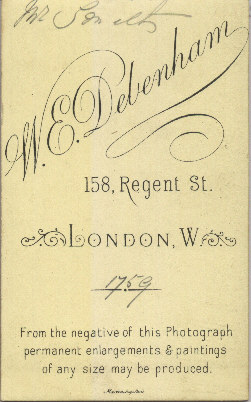 Mr
W.E. Debenham
158, Regent St.
LONDON, W.
1759
From the negative of this Photograph
permanent enlargements & paintings
of any size may be produced.